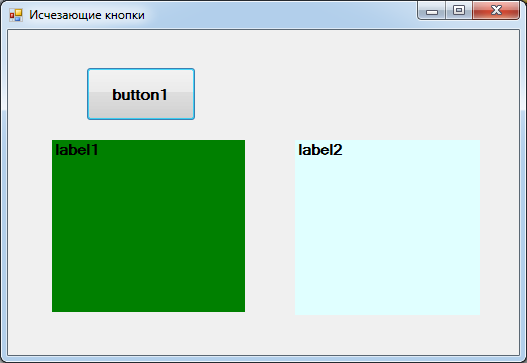 Исчезающие кнопки
button1
label1
label2